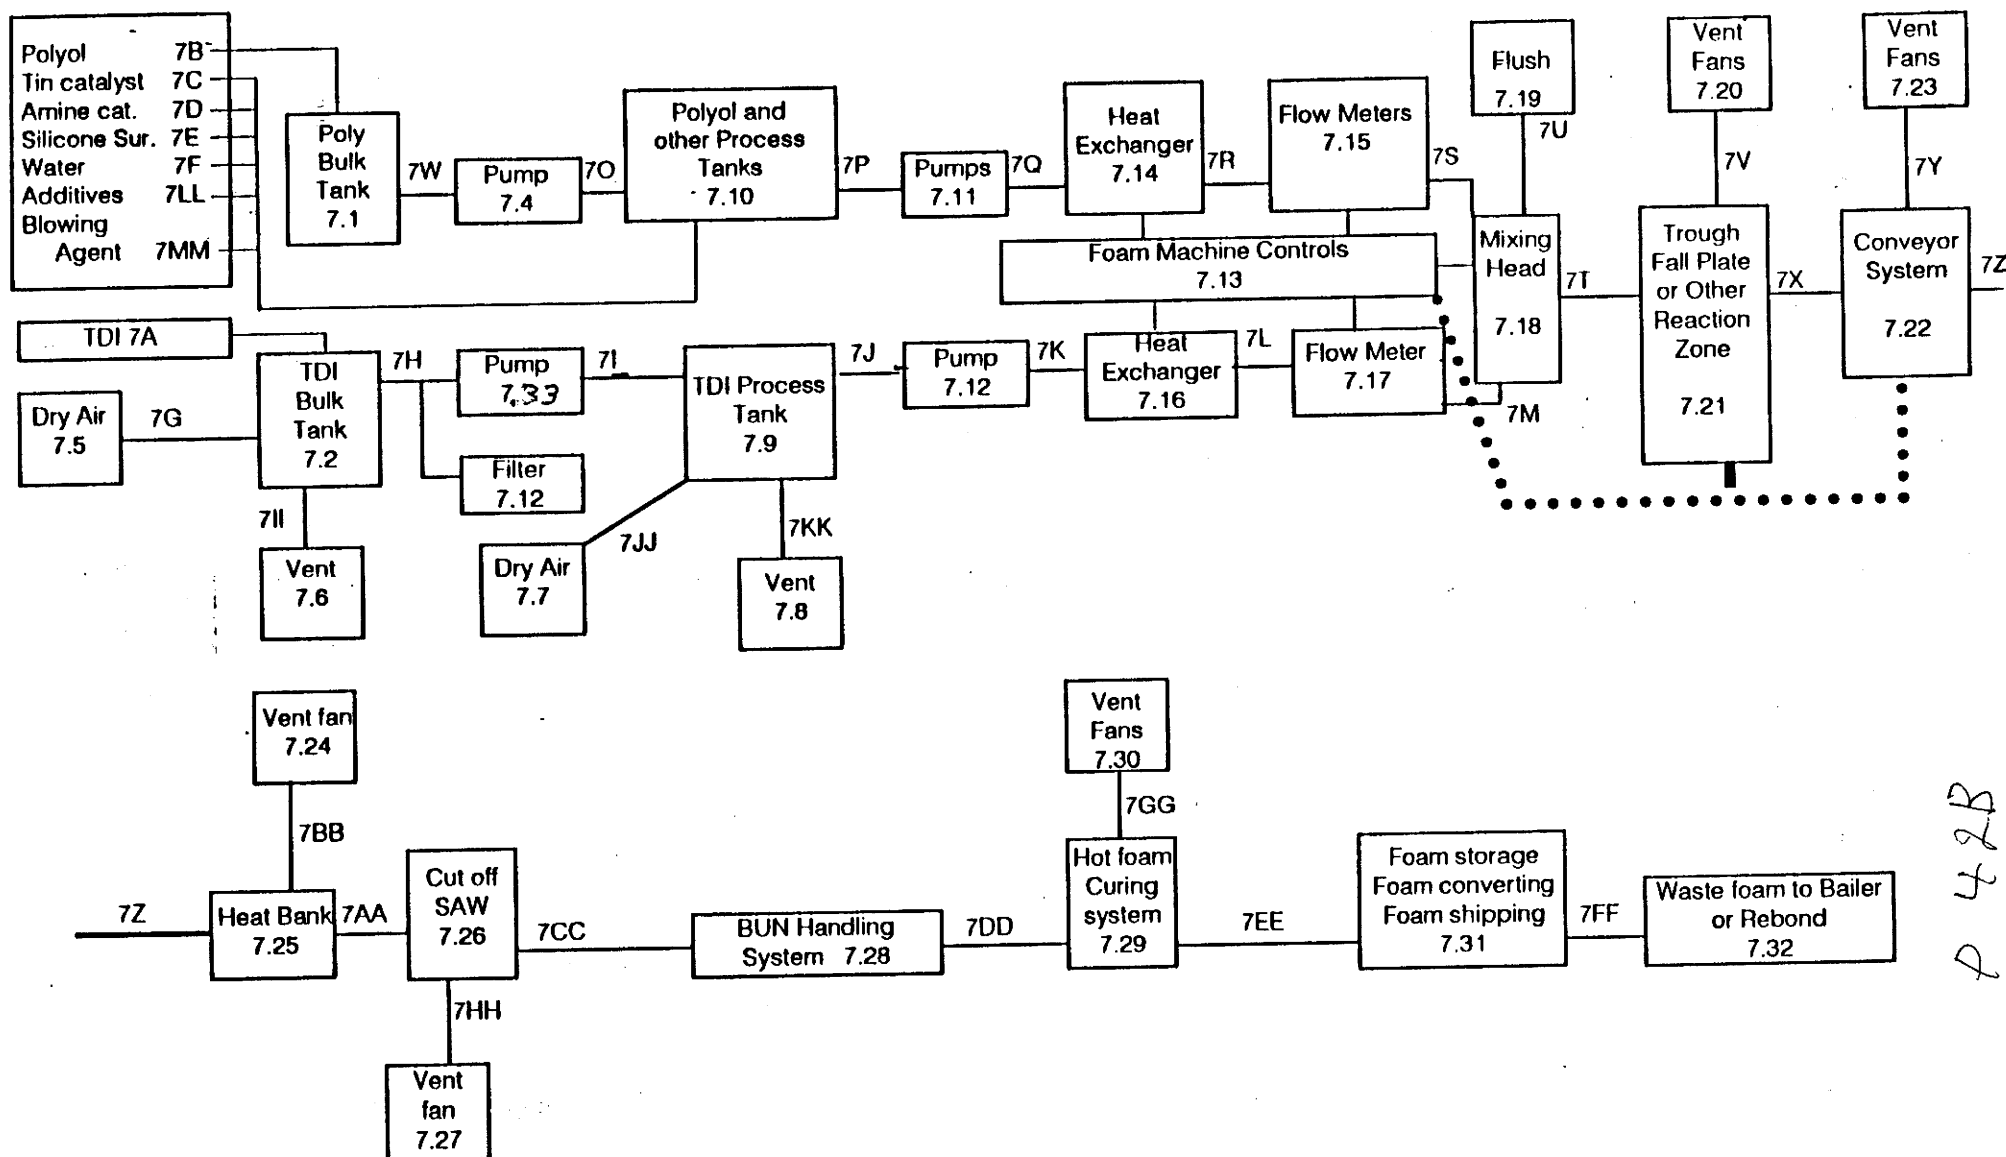 Polyol 7B
Tin catalyst 7C
Amine cat. 7D
Silicone Sur. 7E
Water 7F
Additives 7LL
Blowing
Agent 7MM
Poly
Bulk
Tank
7.1
7W
Pump
7.4
7O
Polyol and
other Process
Tanks
7.10
7P
Pumps
7.11
7Q
Heat
Exchanger
7.14
7R
Flow Meters
7.15
7S
Flush
7.19
7U
Vent
Fans
7.20
7V
Vent
Fans
7.23
7Y
Foam Machine Controls
7.13
Mixing
Head
7.18
7T
Trough
Fall Plate
or Other
Reaction
Zone
7.21
7X
Conveyor
System
7.22
7Z
TDI 7A
Dry Air
7.5
7G
TDI
Bulk
Tank
7.2
7H
Pump
7.33
7I
Filter
7.12
TDI Process
Tank
7.9
7J
Pump
7.12
7K
Heat
Exchanger
7.16
7L
Flow Meter
7.17
7M
7II
Vent
7.6
Dry Air
7.7
7JJ
7KK
Vent
7.8
Vent fan
7.24
7BB
7Z
Heat Bank
7.25
7AA
Cut off
SAW
7.26
7HH
Vent
fan
7.27
7CC
BUN Handling
System 7.28
7DD
Vent
Fans
7.30
7GG
Hot foam
Curing
system
7.29
7EE
Foam storage
Foam converting
Foam shipping
7.31
7FF
Waste foam to Bailer
or Rebond
7.32
P 42B